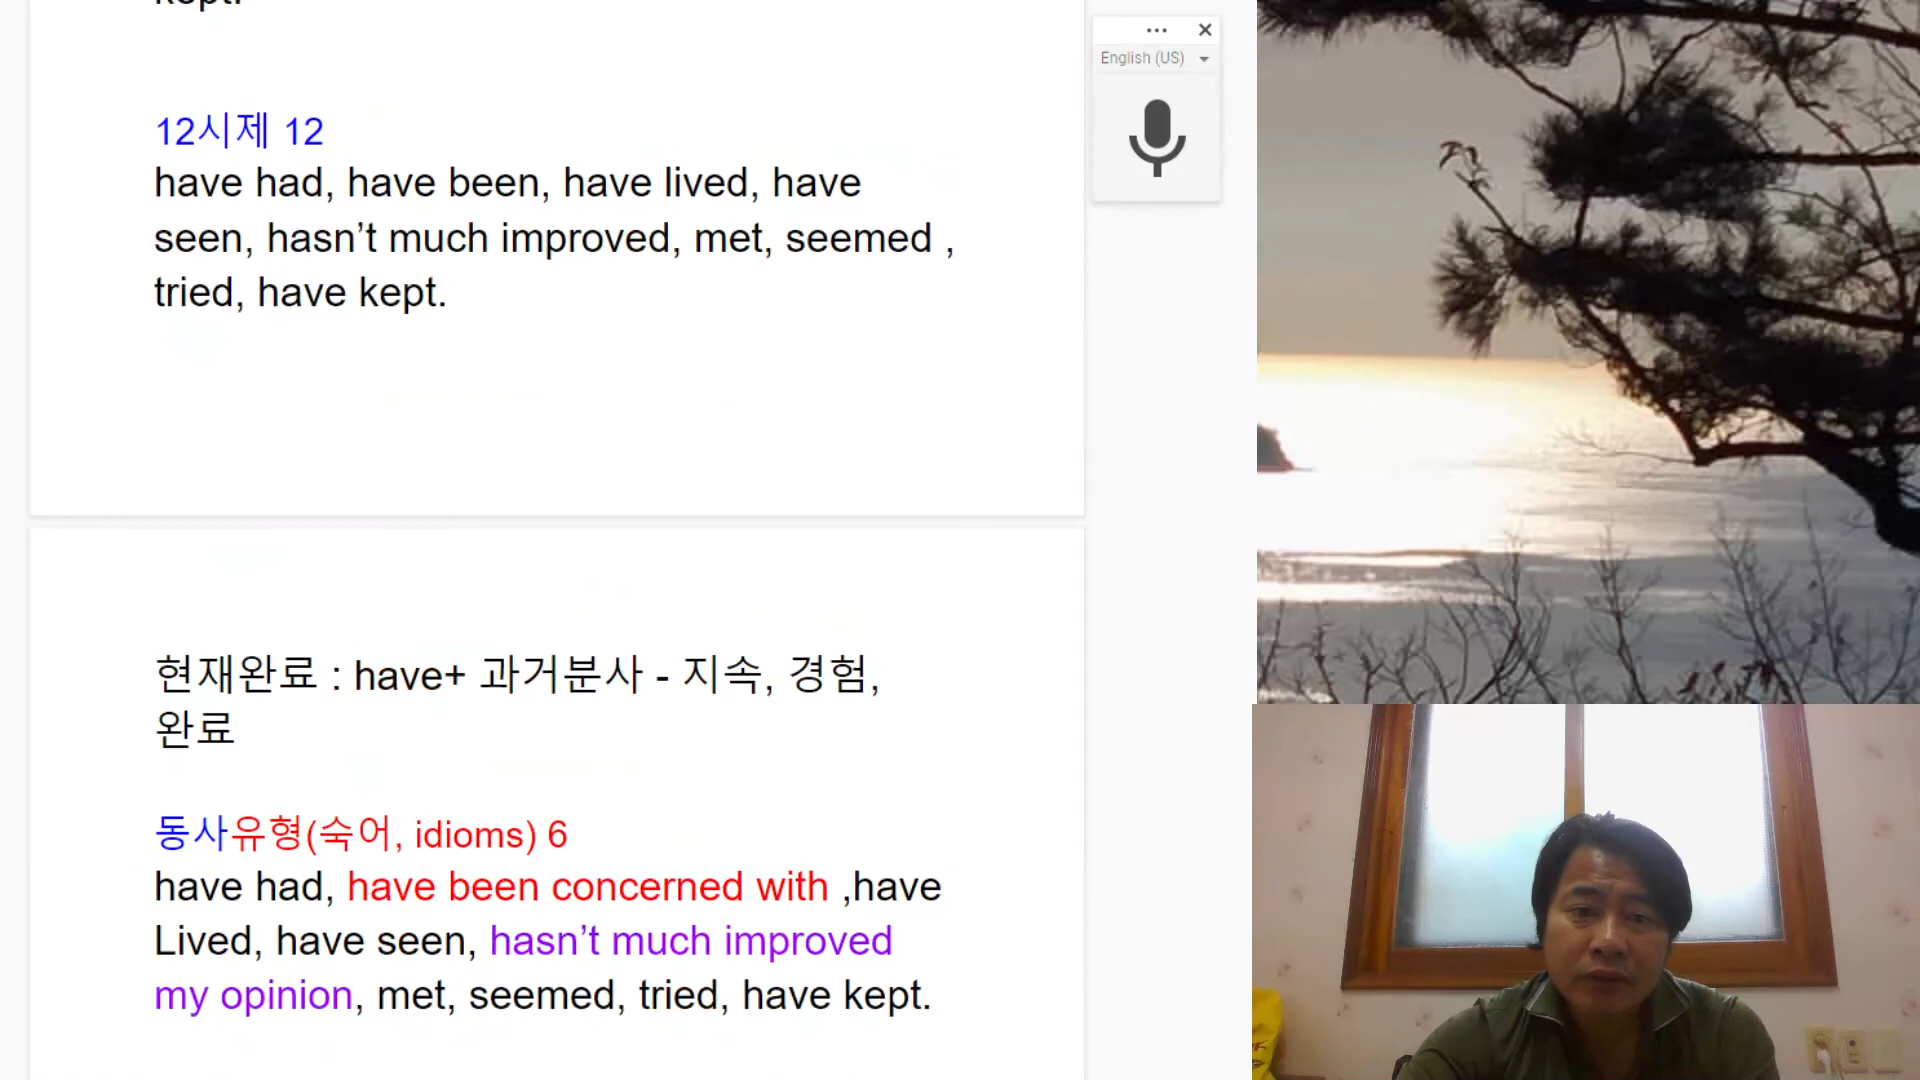 kept.
12시제 12
have had, have been, have lived, have
seen, hasn’t much improved, met, seemed ,
tried, have kept.
현재완료 : have+ 과거분사 - 지속, 경험,
완료
동사유형(숙어, idioms) 6
have had, have been concerned with ,have
Lived, have seen, hasn’t much improved
my opinion, met, seemed, tried, have kept.
English (US)